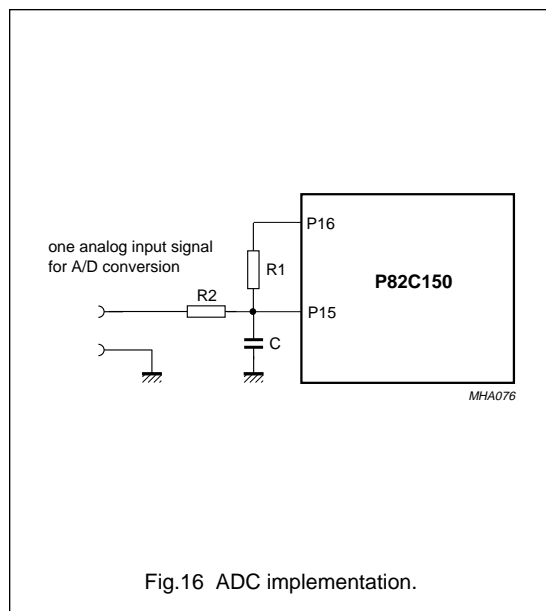 P16
one analog input signal
for A/D conversion
R1
P82C150
R2
P15
C
MHA076
Fig.16 ADC implementation.